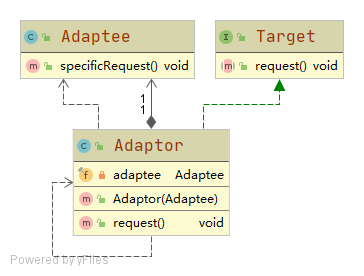 C Adaptee
m specificRequest() void
I Target
m request() void
1
1
C Adaptor
f adaptee Adaptee
m Adaptor(Adaptee)
m request() void
Powered by yFiles